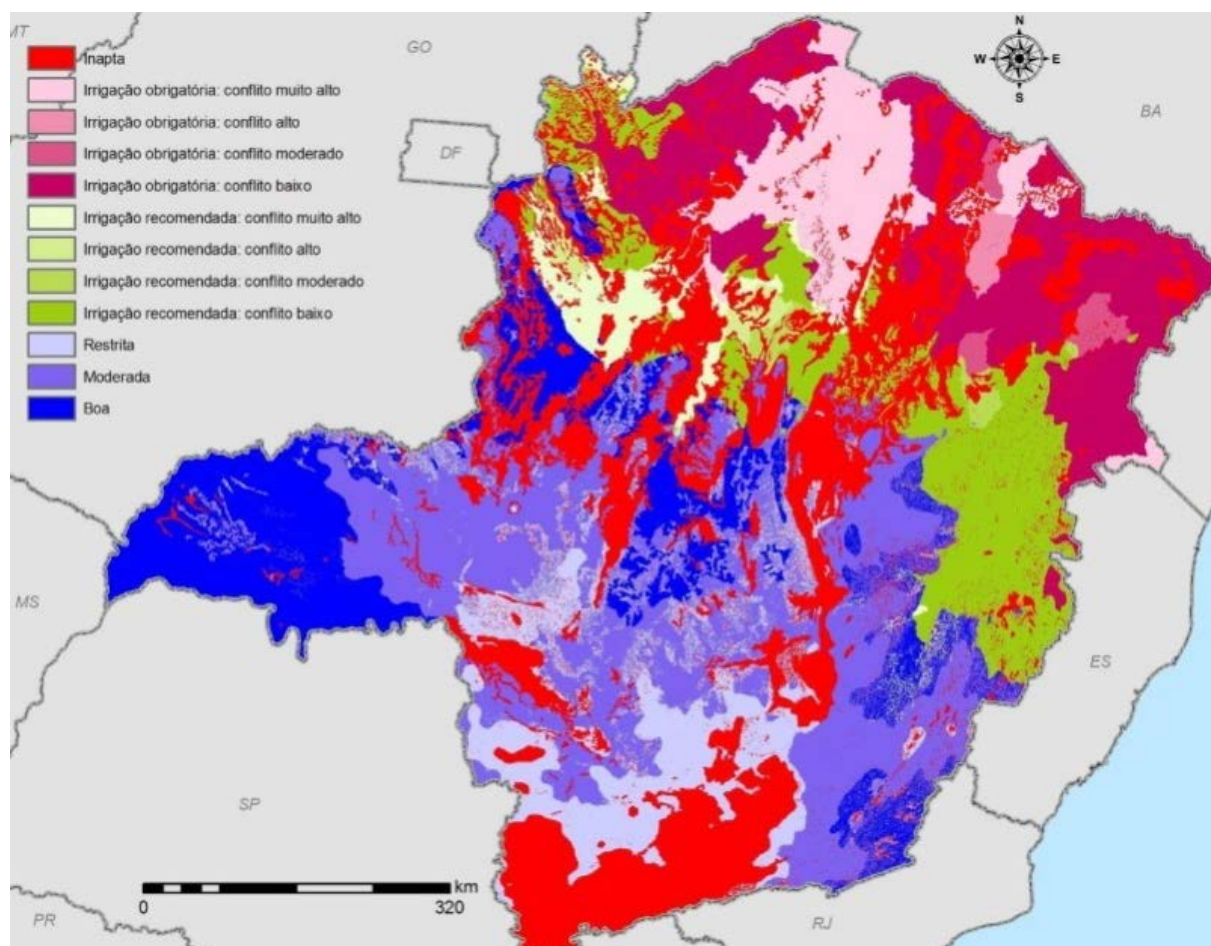 MT
GO
N
W E
S
BA
DF
Inapta
Irrigação obrigatória: conflito muito alto
Irrigação obrigatória: conflito alto
Irrigação obrigatória: conflito moderado
Irrigação obrigatória: conflito baixo
Irrigação recomendada: conflito muito alto
Irrigação recomendada: conflito alto
Irrigação recomendada: conflito moderado
Irrigação recomendada: conflito baixo
Restrita
Moderada
Boa
MS
ES
SP
km
0 320
PR
RJ